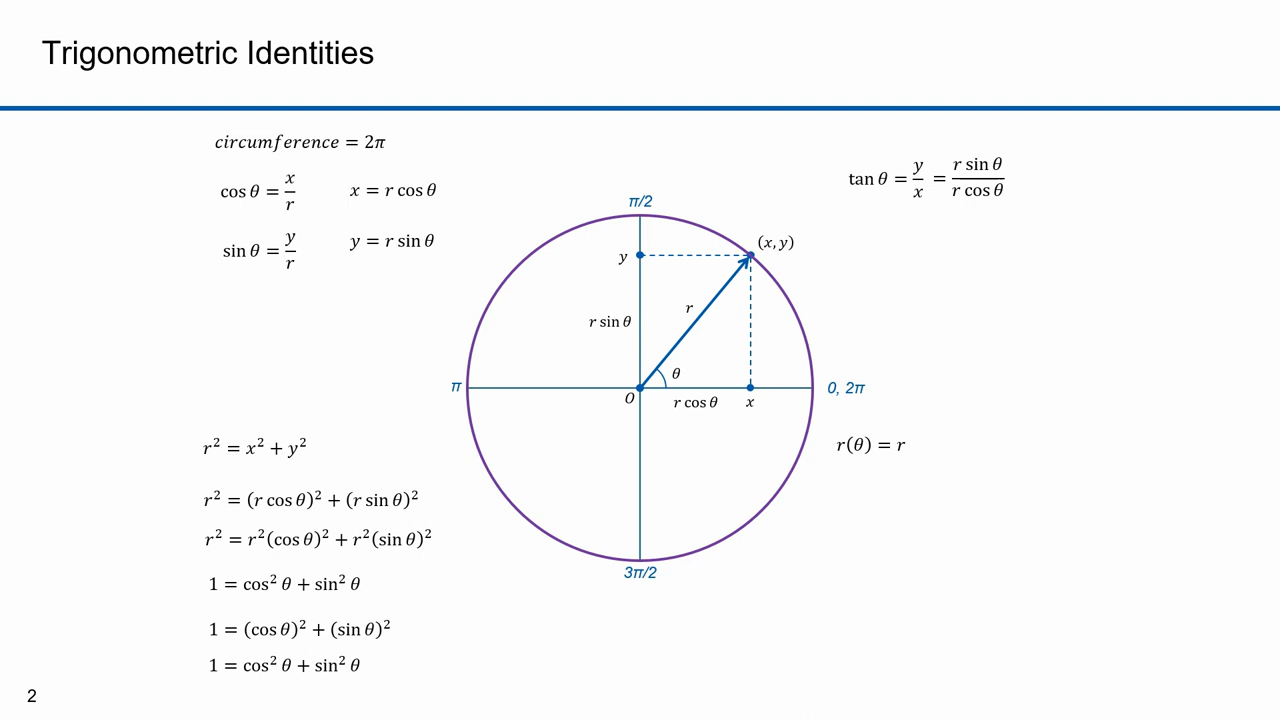 Trigonometric Identities
circumference = 2π
cos θ = x/r
x = r cos θ
sin θ = y/r
y = r sin θ
tan θ = y/x = r sin θ / r cos θ
π/2
(x, y)
y
r
r sin θ
θ
π
O
r cos θ
x
0, 2π
r(θ) = r
3π/2
r² = x² + y²
r² = (r cos θ)² + (r sin θ)²
r² = r²(cos θ)² + r²(sin θ)²
1 = cos² θ + sin² θ
1 = (cos θ)² + (sin θ)²
1 = cos² θ + sin² θ
2